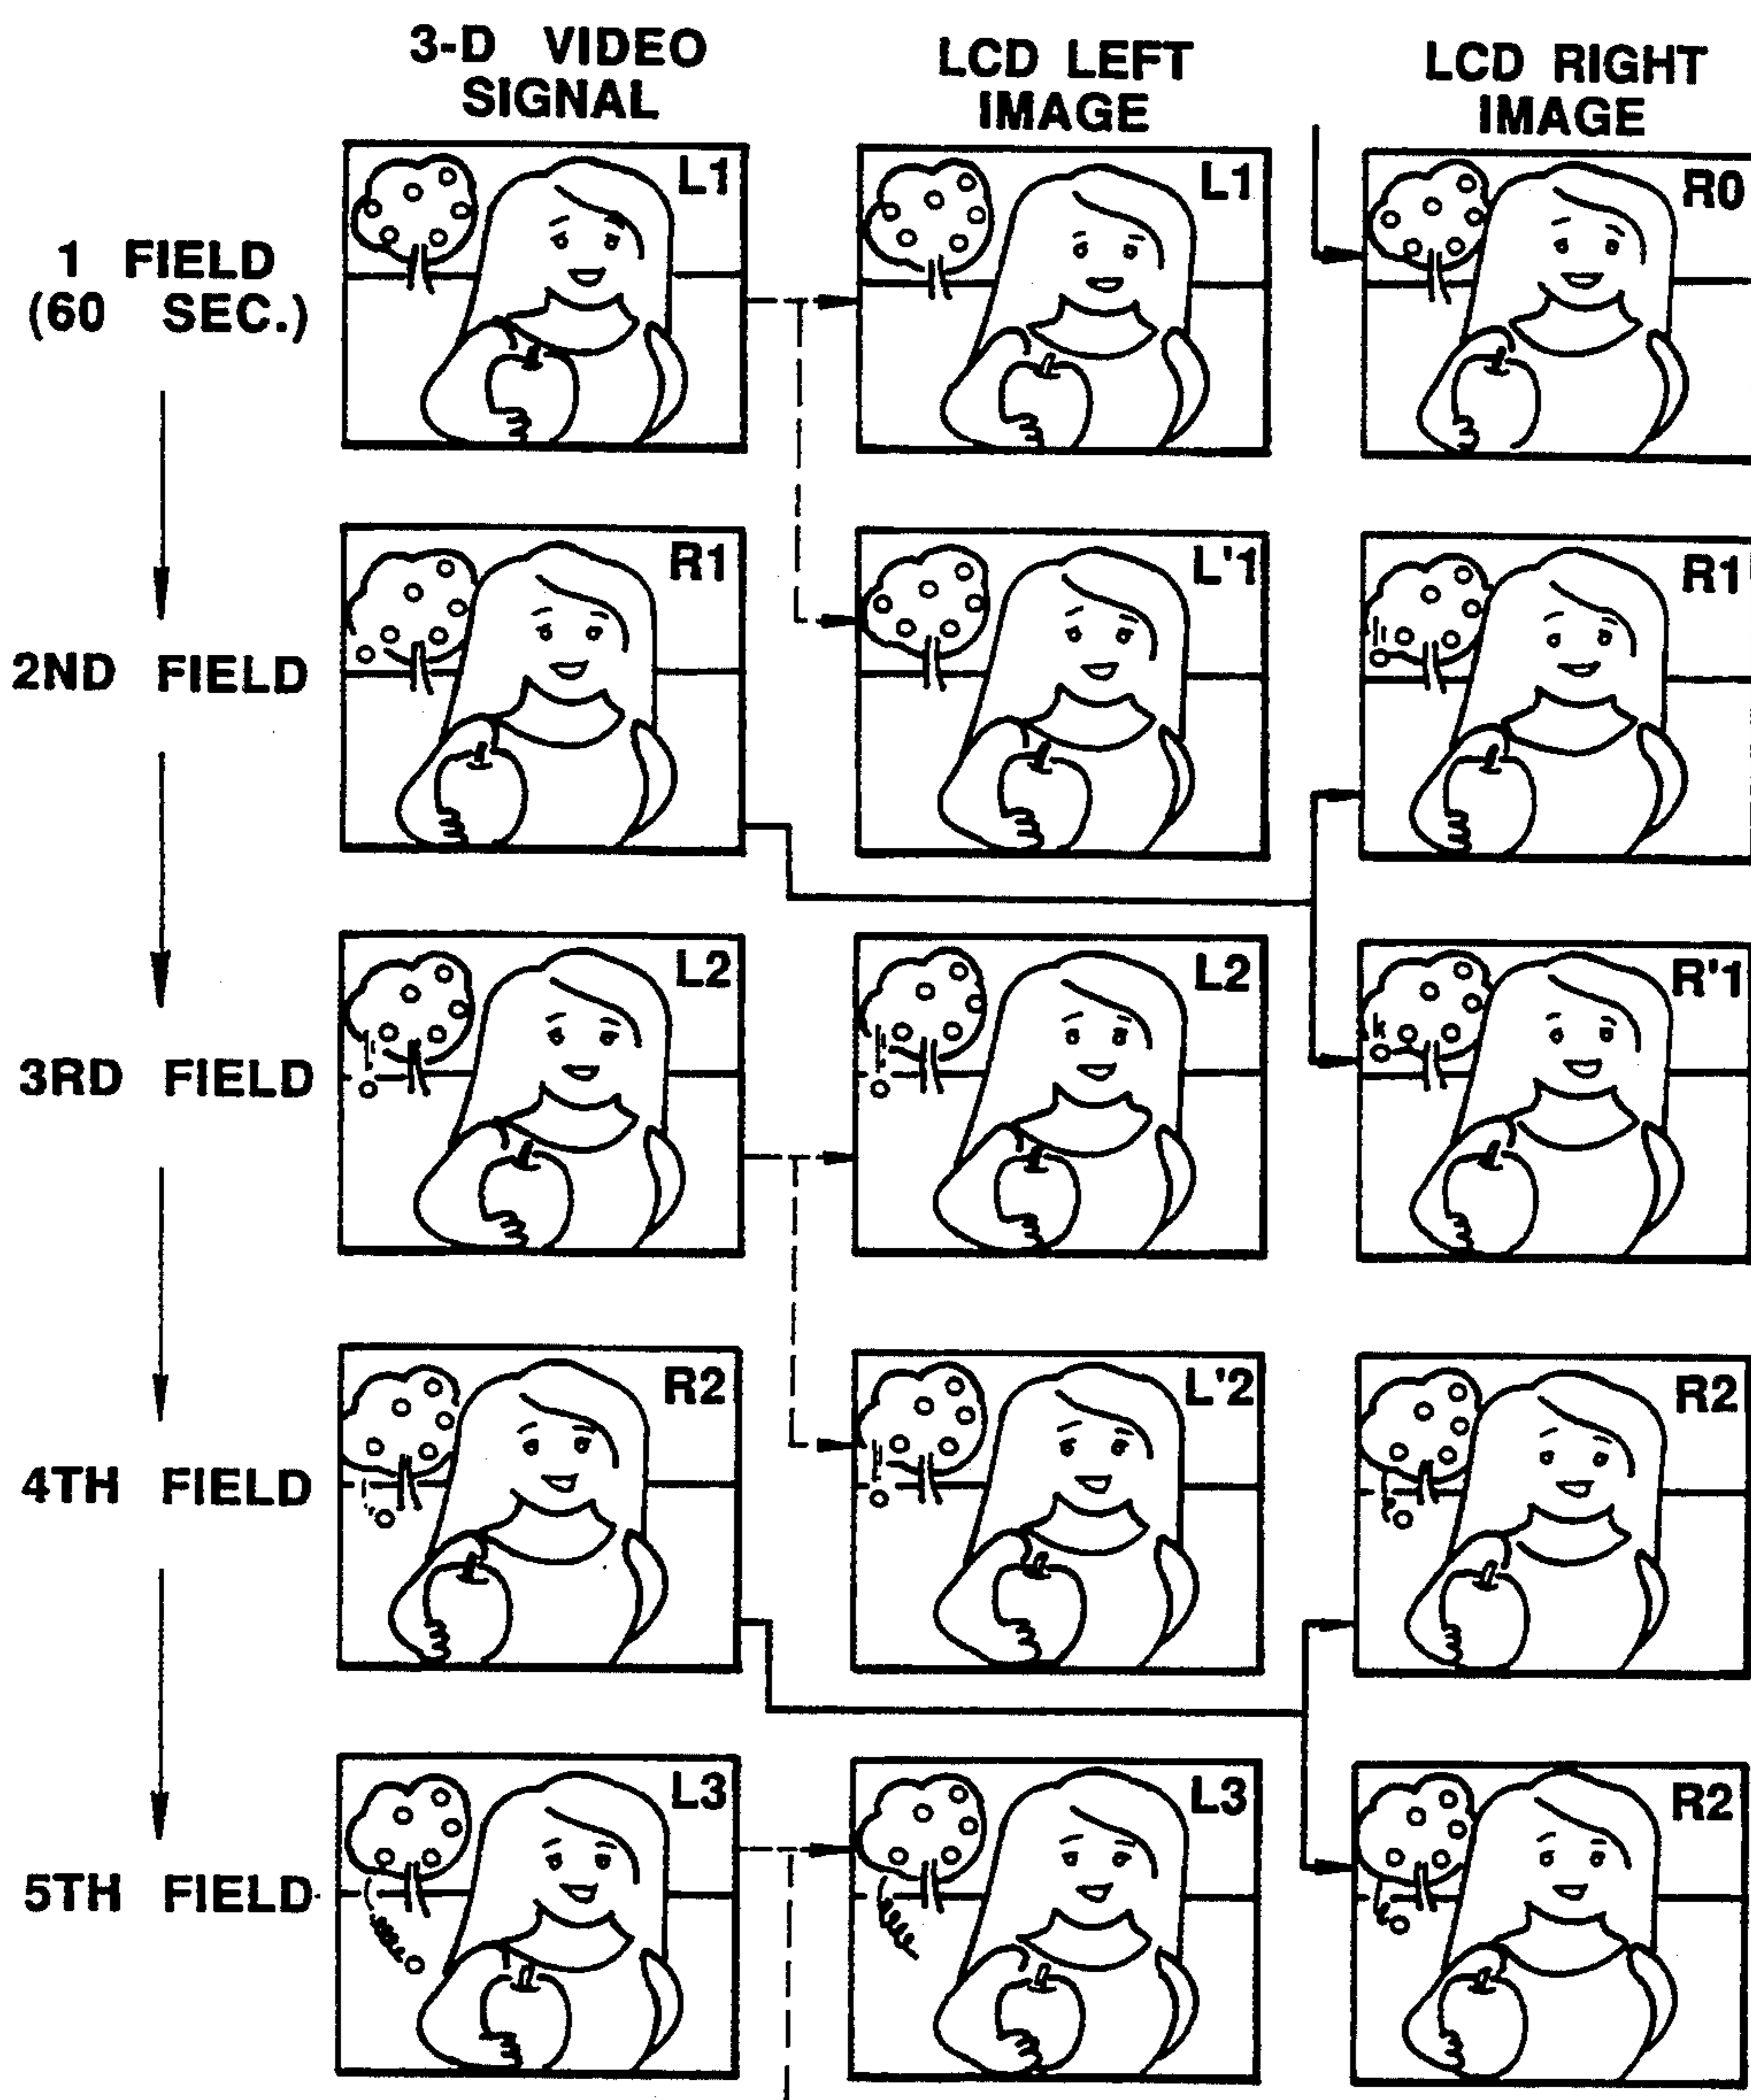 3-D VIDEO
SIGNAL
LCD LEFT
IMAGE
LCD RIGHT
IMAGE
1 FIELD
(60 SEC.)
L1
L1
R0
2ND FIELD
R1
L'1
R1
3RD FIELD
L2
L2
R'1
4TH FIELD
R2
L'2
R2
5TH FIELD
L3
L3
R2